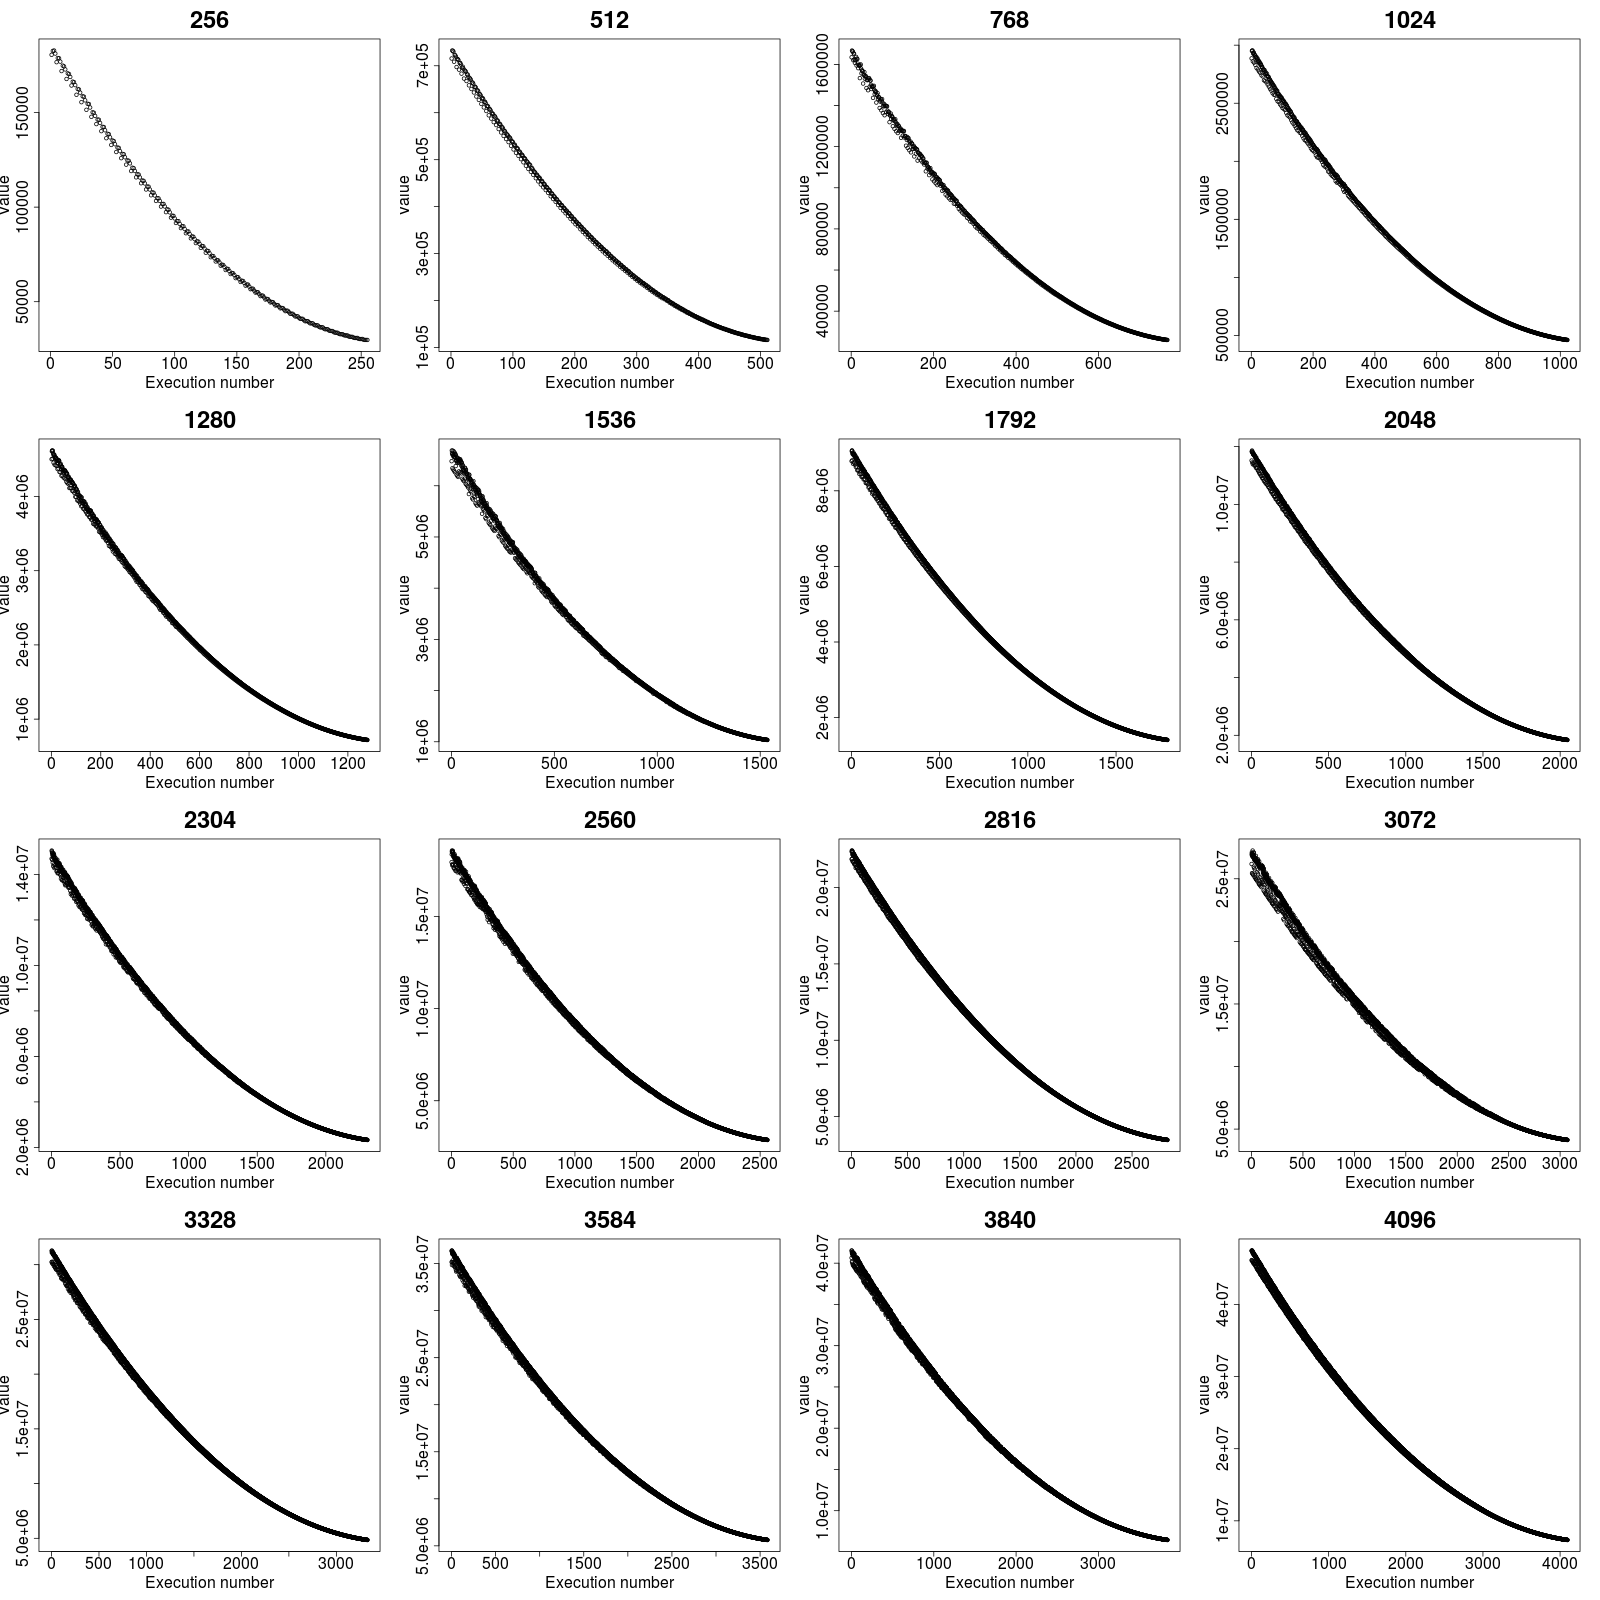 256
512
768
1024
50000 100000 150000
value
0 50 100 150 200 250
Execution number
1e+05 3e+05 5e+05 7e+05
value
0 100 200 300 400 500
Execution number
400000 800000 1200000 1600000
value
0 200 400 600
Execution number
500000 1500000 2500000
value
0 200 400 600 800 1000
Execution number
1280
1536
1792
2048
1e+06 2e+06 3e+06 4e+06
value
0 200 400 600 800 1000 1200
Execution number
1e+06 3e+06 5e+06
value
0 500 1000 1500
Execution number
2e+06 4e+06 6e+06 8e+06
value
0 500 1000 1500
Execution number
2.0e+06 6.0e+06 1.0e+07
value
0 500 1000 1500 2000
Execution number
2304
2560
2816
3072
2.0e+06 6.0e+06 1.0e+07 1.4e+07
value
0 500 1000 1500 2000
Execution number
5.0e+06 1.0e+07 1.5e+07
value
0 500 1000 1500 2000 2500
Execution number
5.0e+06 1.0e+07 1.5e+07 2.0e+07
value
0 500 1000 1500 2000 2500
Execution number
5.0e+06 1.5e+07 2.5e+07
value
0 500 1000 1500 2000 2500 3000
Execution number
3328
3584
3840
4096
5.0e+06 1.5e+07 2.5e+07
value
0 500 1000 2000 3000
Execution number
5.0e+06 1.5e+07 2.5e+07 3.5e+07
value
0 500 1500 2500 3500
Execution number
1.0e+07 2.0e+07 3.0e+07 4.0e+07
value
0 1000 2000 3000
Execution number
1e+07 2e+07 3e+07 4e+07
value
0 1000 2000 3000 4000
Execution number